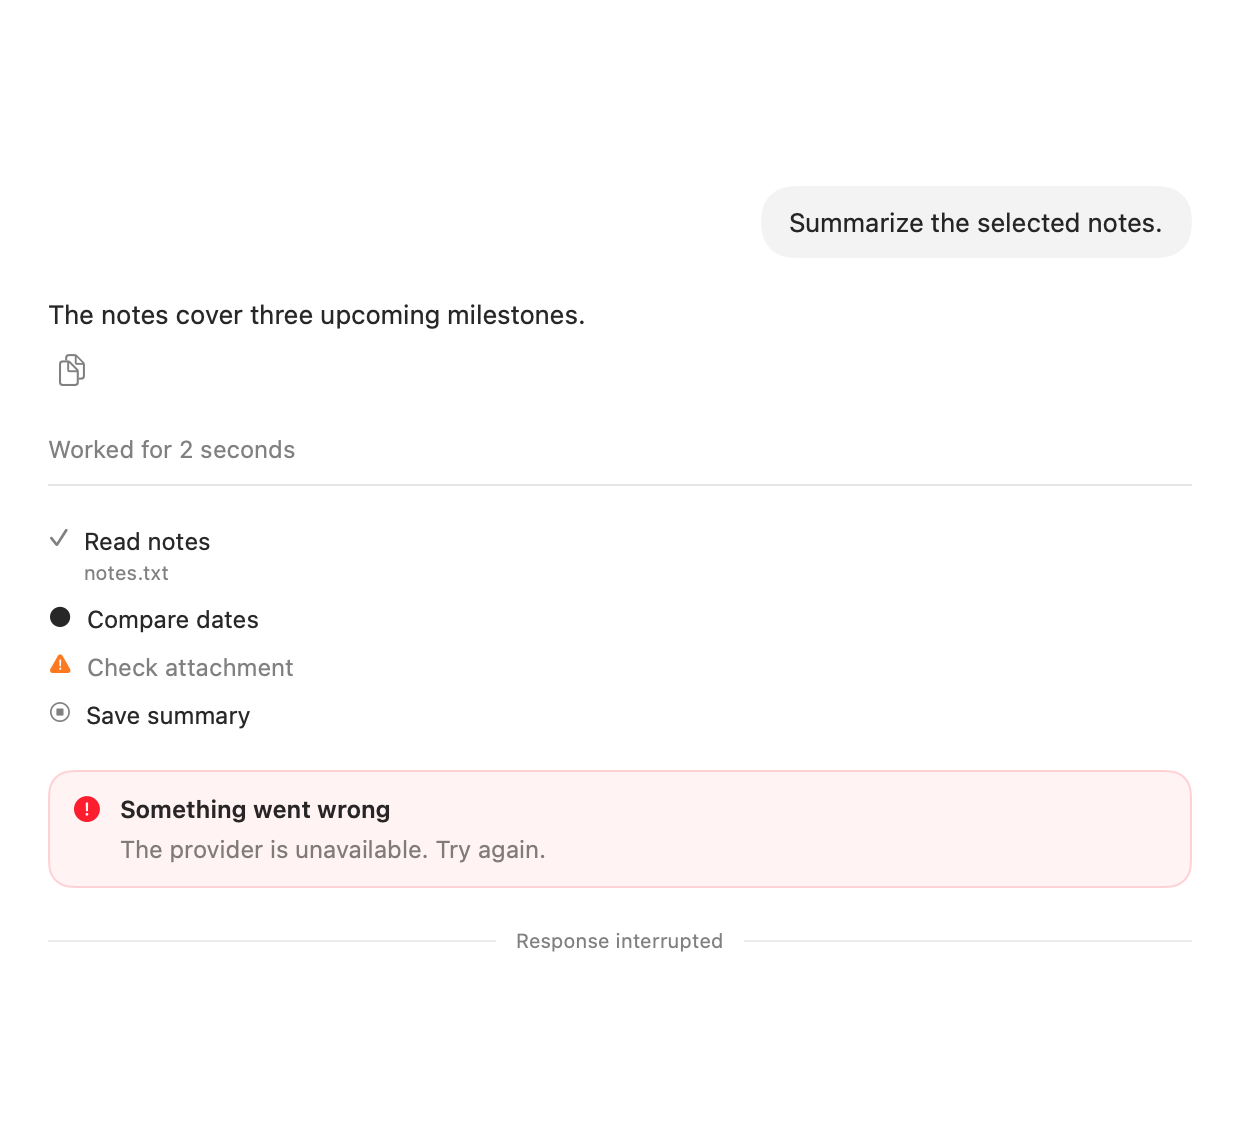 Summarize the selected notes.
The notes cover three upcoming milestones.
Worked for 2 seconds
Read notes
notes.txt
Compare dates
Check attachment
Save summary
Something went wrong
The provider is unavailable. Try again.
Response interrupted